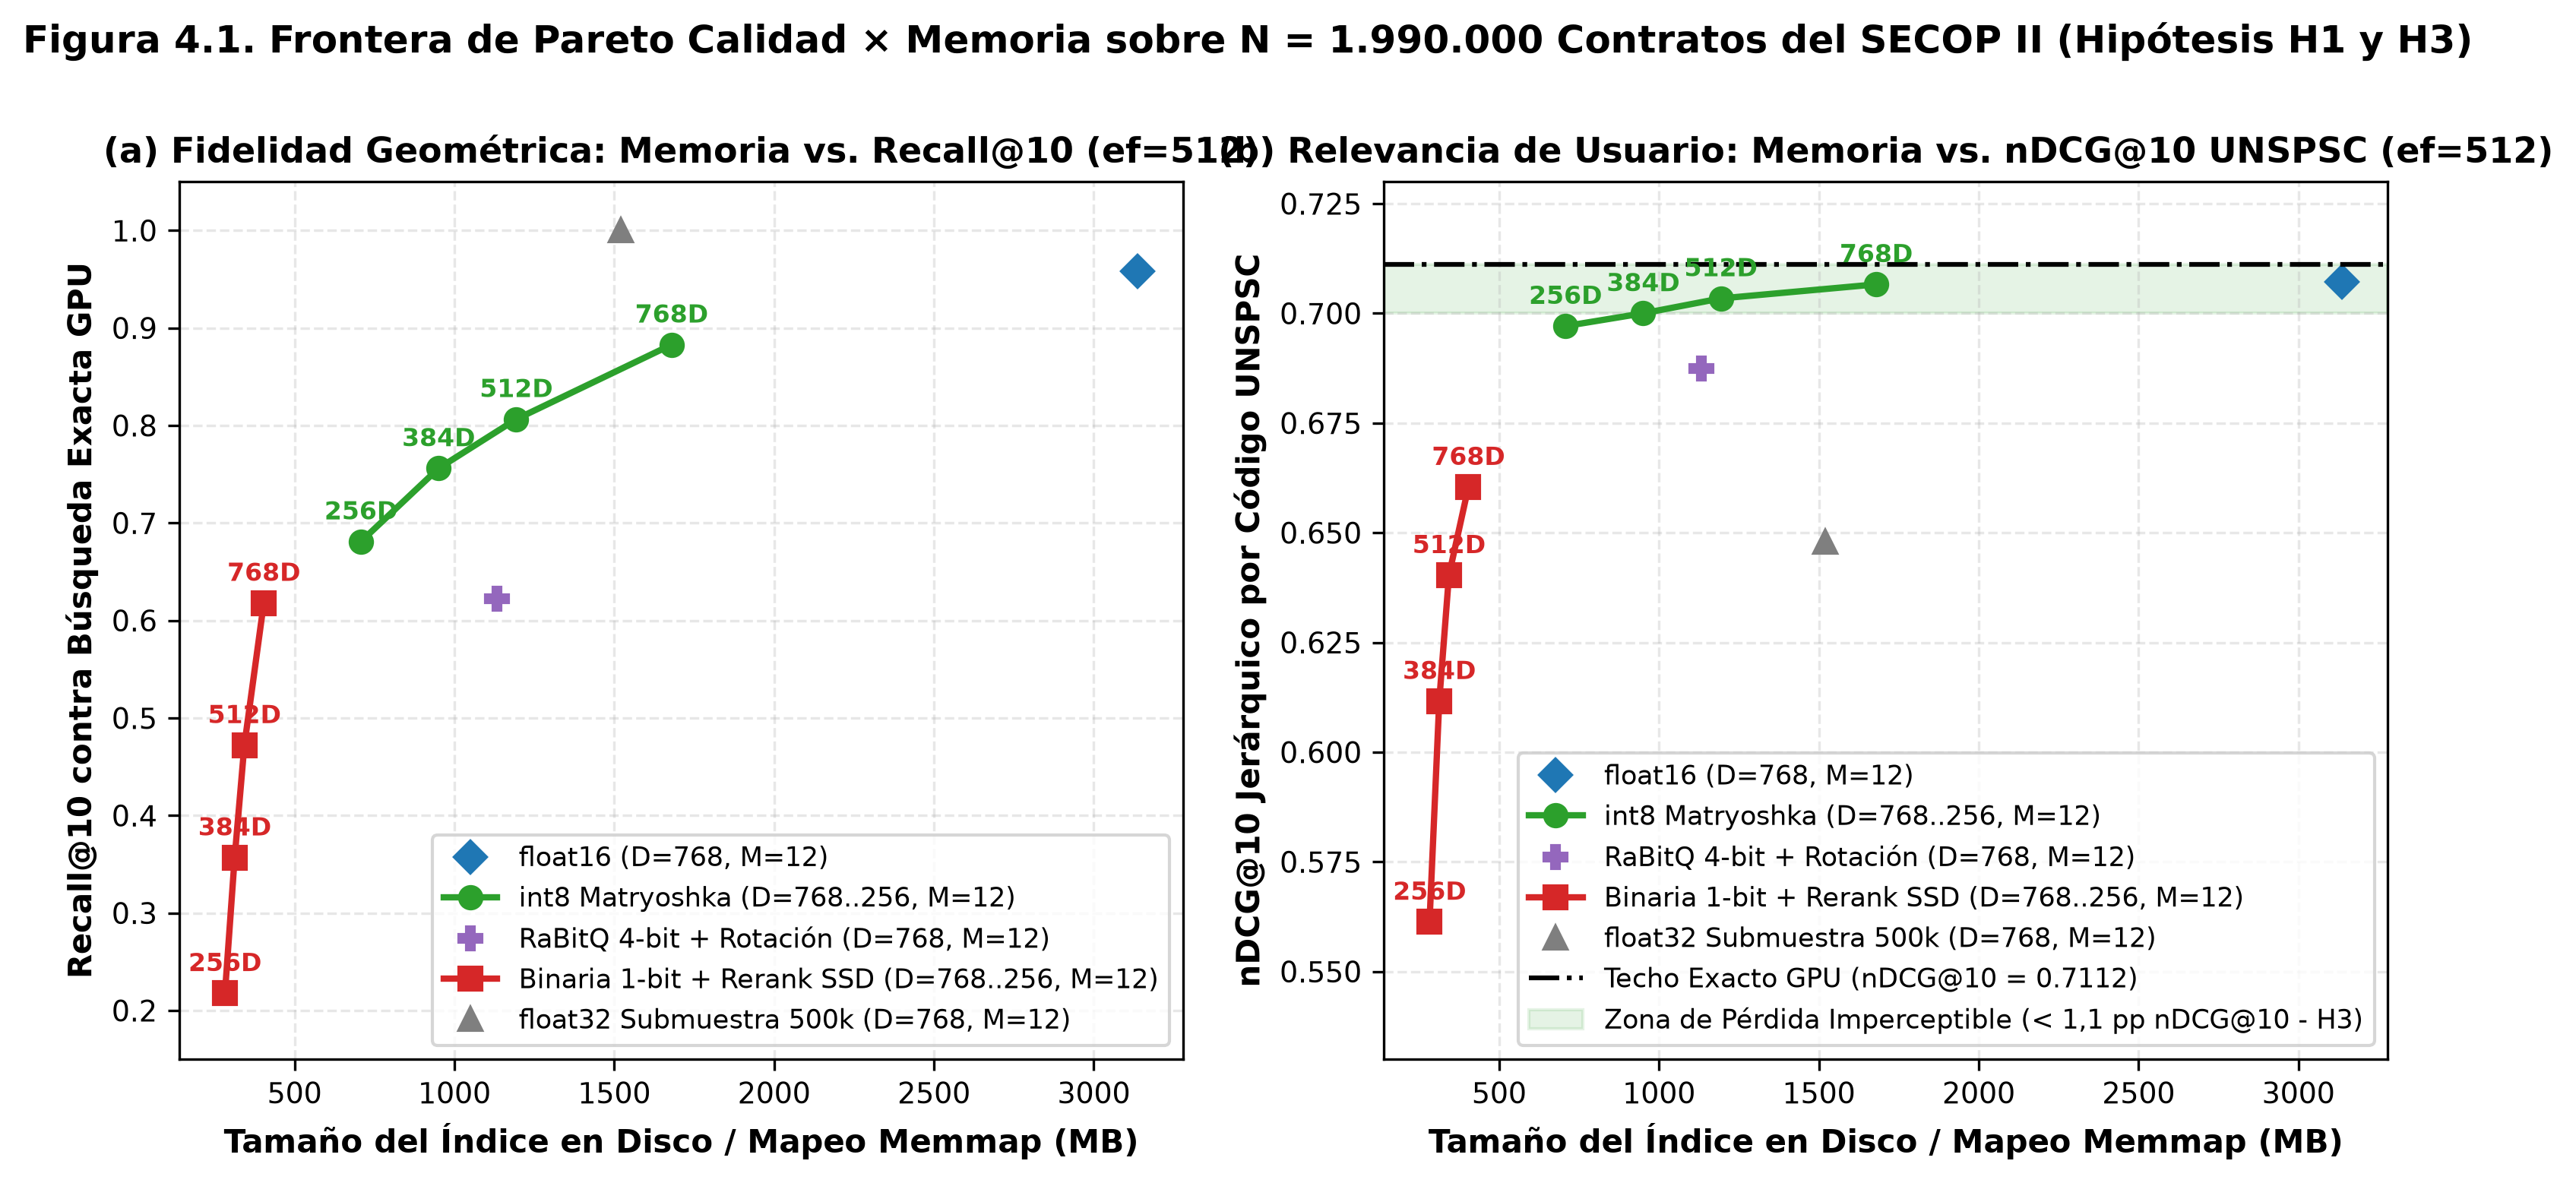 Figura 4.1. Frontera de Pareto Calidad × Memoria sobre N = 1.990.000 Contratos del SECOP II (Hipótesis H1 y H3)
(a) Fidelidad Geométrica: Memoria vs. Recall@10 (ef=512)
Recall@10 contra Búsqueda Exacta GPU
1.0
0.9
0.8
0.7
0.6
0.5
0.4
0.3
0.2
768D
512D
384D
256D
768D
512D
384D
256D
float16 (D=768, M=12)
int8 Matryoshka (D=768..256, M=12)
RaBitQ 4-bit + Rotación (D=768, M=12)
Binaria 1-bit + Rerank SSD (D=768..256, M=12)
float32 Submuestra 500k (D=768, M=12)
500 1000 1500 2000 2500 3000
Tamaño del Índice en Disco / Mapeo Memmap (MB)
(b) Relevancia de Usuario: Memoria vs. nDCG@10 UNSPSC (ef=512)
nDCG@10 Jerárquico por Código UNSPSC
0.725
0.700
0.675
0.650
0.625
0.600
0.575
0.550
256D 384D 512D 768D
768D
512D
384D
256D
float16 (D=768, M=12)
int8 Matryoshka (D=768..256, M=12)
RaBitQ 4-bit + Rotación (D=768, M=12)
Binaria 1-bit + Rerank SSD (D=768..256, M=12)
float32 Submuestra 500k (D=768, M=12)
Techo Exacto GPU (nDCG@10 = 0.7112)
Zona de Pérdida Imperceptible (< 1,1 pp nDCG@10 - H3)
500 1000 1500 2000 2500 3000
Tamaño del Índice en Disco / Mapeo Memmap (MB)